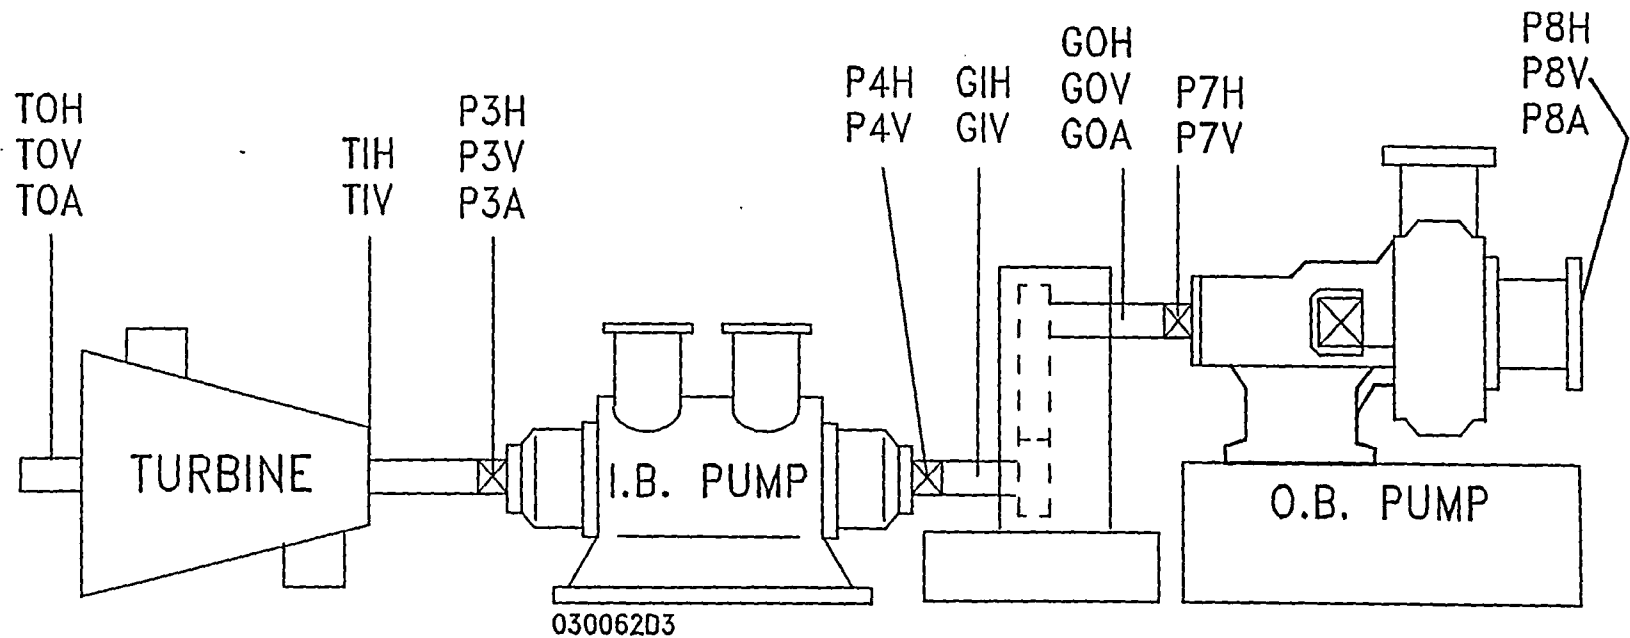 TOH
TOV
TOA
TIH
TIV
P3H
P3V
P3A
P4H
P4V
GIH
GIV
GOH
GOV
GOA
P7H
P7V
P8H
P8V
P8A
TURBINE
I.B. PUMP
O.B. PUMP
030062D3